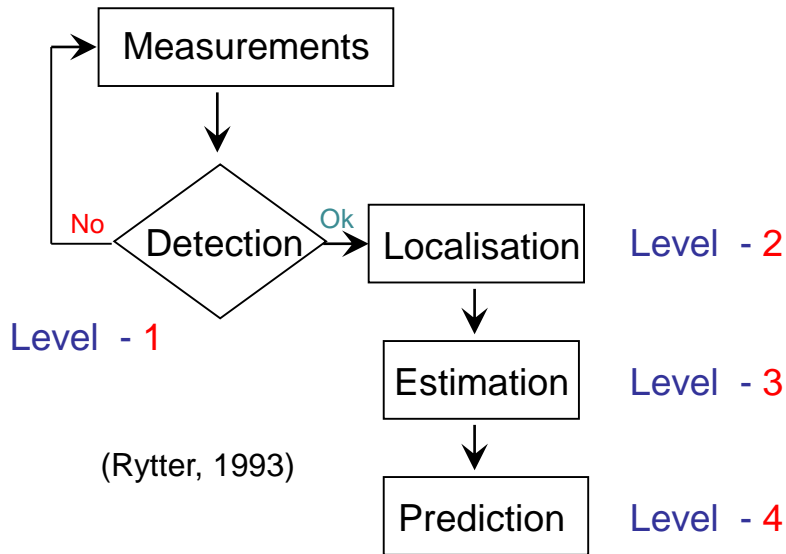 Measurements
No
Ok
Detection
Localisation
Level - 2
Level - 1
Estimation
Level - 3
(Rytter, 1993)
Prediction
Level - 4